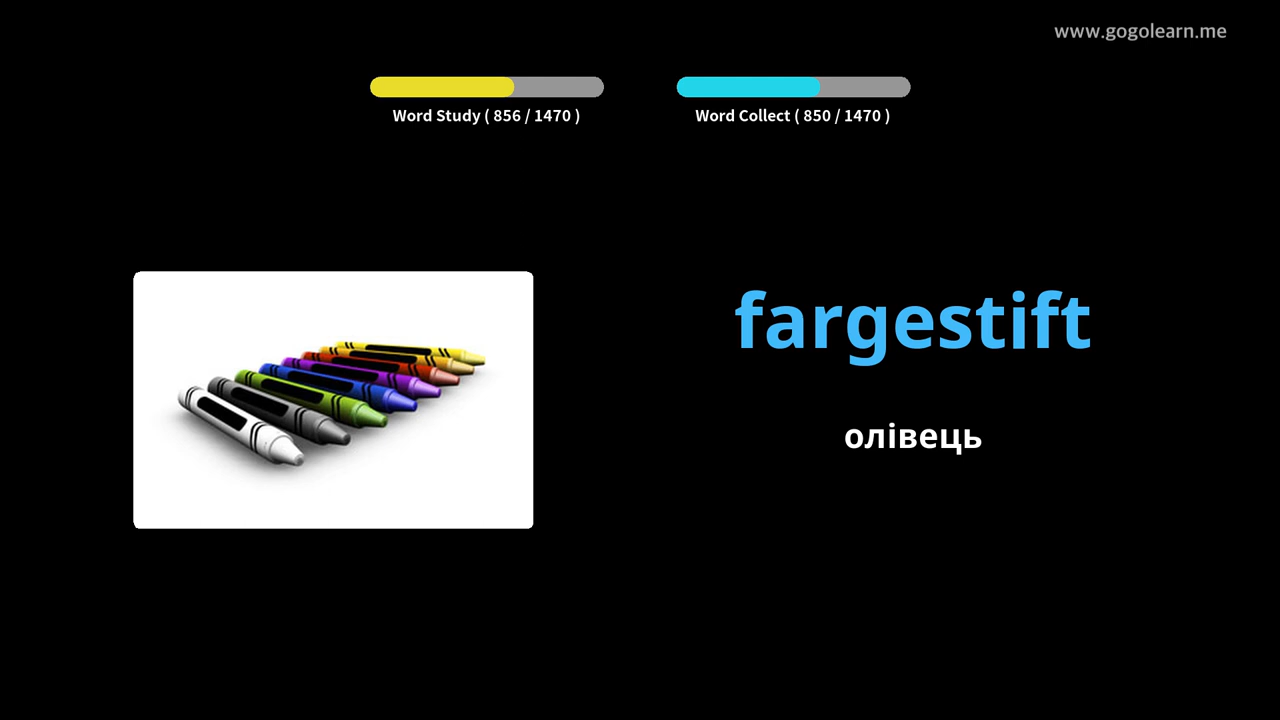 www.gogolearn.me
Word Study ( 856 / 1470 )
Word Collect ( 850 / 1470 )
fargestift
олівець